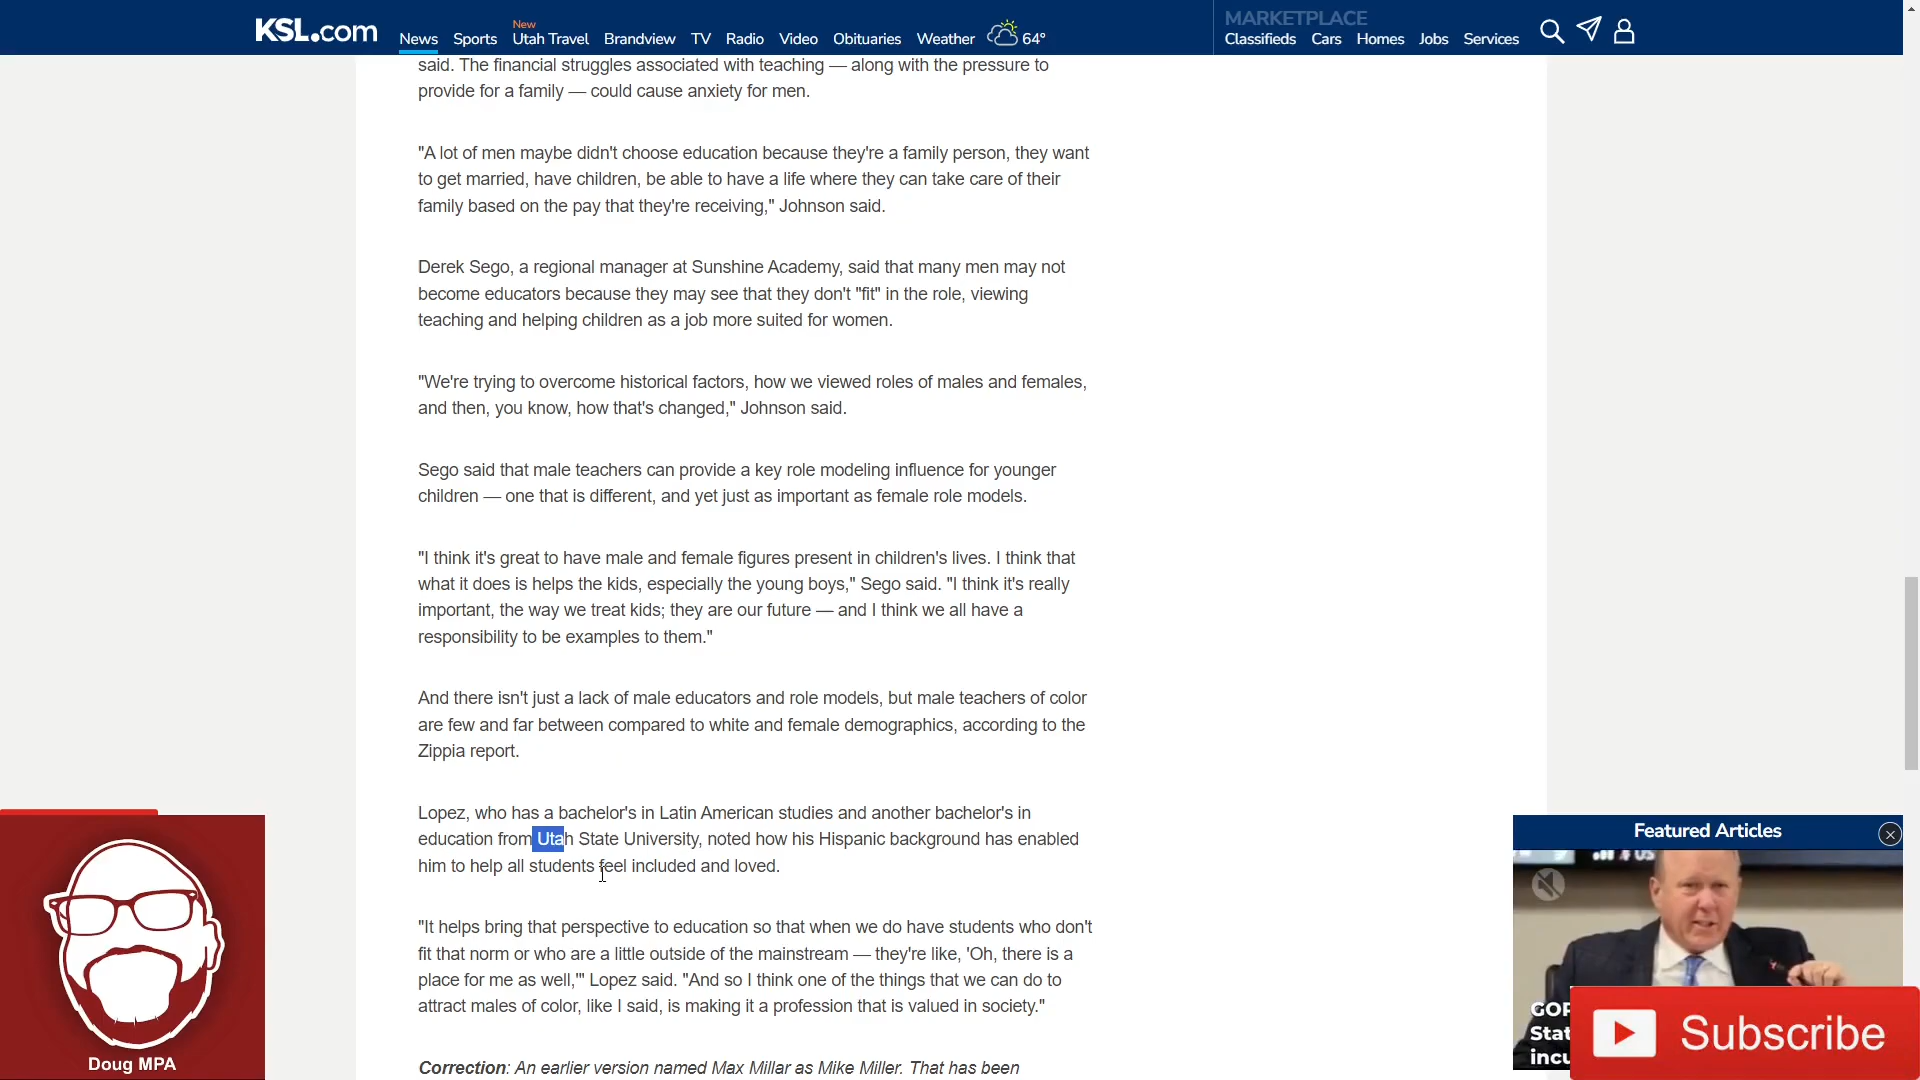 KSL.com
News
Sports
New
Utah Travel
Brandview
TV
Radio
Video
Obituaries
Weather
64°
MARKETPLACE
Classifieds
Cars
Homes
Jobs
Services
said. The financial struggles associated with teaching — along with the pressure to
provide for a family — could cause anxiety for men.
"A lot of men maybe didn't choose education because they're a family person, they want
to get married, have children, be able to have a life where they can take care of their
family based on the pay that they're receiving," Johnson said.
Derek Sego, a regional manager at Sunshine Academy, said that many men may not
become educators because they may see that they don't "fit" in the role, viewing
teaching and helping children as a job more suited for women.
"We're trying to overcome historical factors, how we viewed roles of males and females,
and then, you know, how that's changed," Johnson said.
Sego said that male teachers can provide a key role modeling influence for younger
children — one that is different, and yet just as important as female role models.
"I think it's great to have male and female figures present in children's lives. I think that
what it does is helps the kids, especially the young boys," Sego said. "I think it's really
important, the way we treat kids; they are our future — and I think we all have a
responsibility to be examples to them."
And there isn't just a lack of male educators and role models, but male teachers of color
are few and far between compared to white and female demographics, according to the
Zippia report.
Lopez, who has a bachelor's in Latin American studies and another bachelor's in
education from Utah State University, noted how his Hispanic background has enabled
him to help all students feel included and loved.
"It helps bring that perspective to education so that when we do have students who don't
fit that norm or who are a little outside of the mainstream — they're like, 'Oh, there is a
place for me as well,'" Lopez said. "And so I think one of the things that we can do to
attract males of color, like I said, is making it a profession that is valued in society."
Correction: An earlier version named Max Millar as Mike Miller. That has been
Doug MPA
Featured Articles
GOP
Stat
incu
Subscribe